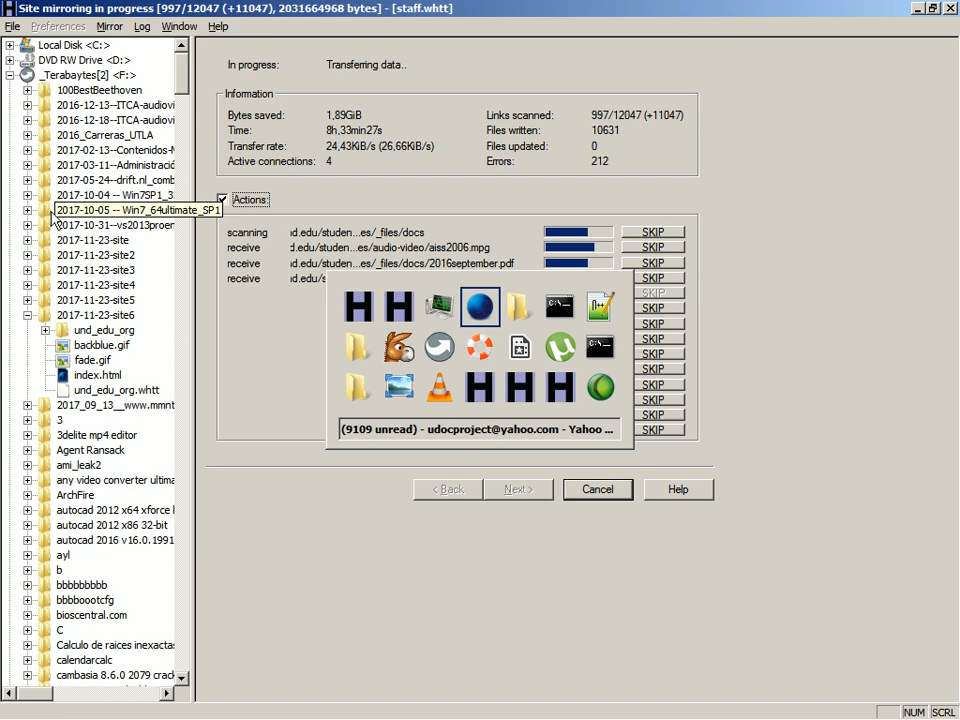 Site mirroring in progress [997/12047 (+11047), 2031664968 bytes] - [staff.whtt]
File Preferences Mirror Log Window Help
Local Disk <C:>
DVD RW Drive <D:>
_Terabaytes[2] <F:>
100BestBeethoven
2016-12-13--ITCA-audiovi
2016-12-18--ITCA-audiovi
2016_Carreras_UTLA
2017-02-13--Contenidos-M
2017-03-11--Administració
2017-05-24--drift.nl_comb
2017-10-04 -- Win7SP1_3
2017-10-05 -- Win7_64ultimate_SP1
2017-10-31--vs2013proen
2017-11-23-site
2017-11-23-site2
2017-11-23-site3
2017-11-23-site4
2017-11-23-site5
2017-11-23-site6
und_edu_org
backblue.gif
fade.gif
index.html
und_edu_org.whtt
2017_09_13__www.mmnt
3
3delite mp4 editor
Agent Ransack
ami_leak2
any video converter ultima
ArchFire
autocad 2012 x64 xforce
autocad 2012 x86 32-bit
autocad 2016 v16.0.1991
ayl
b
bbbbbbbbb
bbbboootcfg
bioscentral.com
C
Calculo de raices inexactas
calendarcalc
cambasia 8.6.0 2079 crack
In progress: Transferring data..
Information
Bytes saved: 1,89GiB Links scanned: 997/12047 (+11047)
Time: 8h,33min27s Files written: 10631
Transfer rate: 24,43KiB/s (26,66KiB/s) Files updated: 0
Active connections: 4 Errors: 212
Actions:
scanning id.edu/studen...es/_files/docs SKIP
receive id.edu/studen...es/audio-video/aiss2006.mpg SKIP
receive id.edu/studen...es/_files/docs/2016september.pdf SKIP
receive id.edu/s SKIP
SKIP
SKIP
SKIP
SKIP
SKIP
SKIP
SKIP
SKIP
SKIP
SKIP
(9109 unread) - udocproject@yahoo.com - Yahoo ...
< Back Next > Cancel Help
NUM SCRL